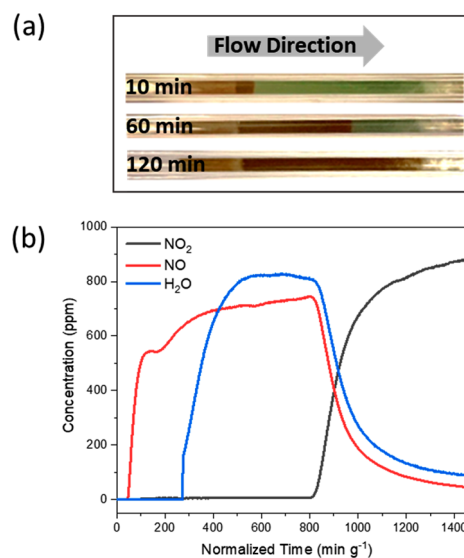 (a)
Flow Direction
10 min
60 min
120 min
(b)
1000
800
600
400
200
0
Concentration (ppm)
NO₂
NO
H₂O
0 200 400 600 800 1000 1200 1400
Normalized Time (min g⁻¹)